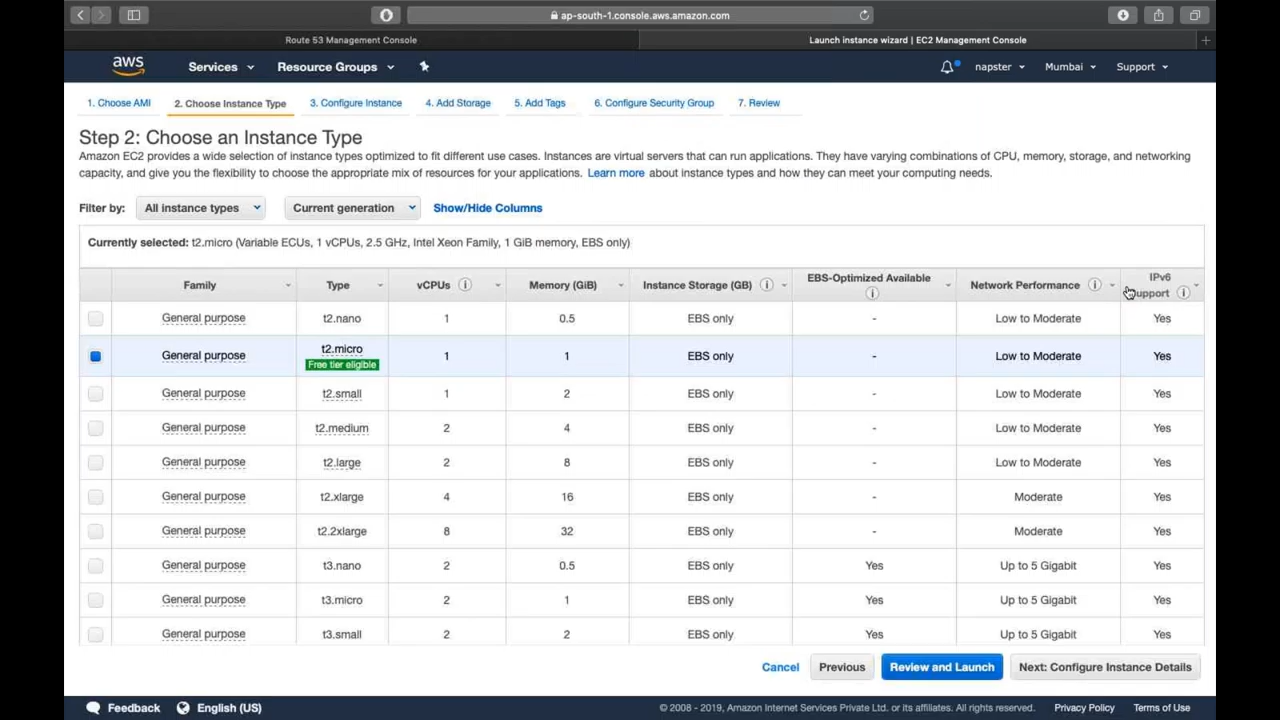 ap-south-1.console.aws.amazon.com
Route 53 Management Console
Launch instance wizard | EC2 Management Console
aws
Services
Resource Groups
napster
Mumbai
Support
1. Choose AMI
2. Choose Instance Type
3. Configure Instance
4. Add Storage
5. Add Tags
6. Configure Security Group
7. Review
Step 2: Choose an Instance Type
Amazon EC2 provides a wide selection of instance types optimized to fit different use cases. Instances are virtual servers that can run applications. They have varying combinations of CPU, memory, storage, and networking
capacity, and give you the flexibility to choose the appropriate mix of resources for your applications. Learn more about instance types and how they can meet your computing needs.
Filter by: All instance types Current generation Show/Hide Columns
Currently selected: t2.micro (Variable ECUs, 1 vCPUs, 2.5 GHz, Intel Xeon Family, 1 GiB memory, EBS only)
Family Type vCPUs Memory (GiB) Instance Storage (GB) EBS-Optimized Available Network Performance IPv6 Support
General purpose t2.nano 1 0.5 EBS only - Low to Moderate Yes
General purpose t2.micro Free tier eligible 1 1 EBS only - Low to Moderate Yes
General purpose t2.small 1 2 EBS only - Low to Moderate Yes
General purpose t2.medium 2 4 EBS only - Low to Moderate Yes
General purpose t2.large 2 8 EBS only - Low to Moderate Yes
General purpose t2.xlarge 4 16 EBS only - Moderate Yes
General purpose t2.2xlarge 8 32 EBS only - Moderate Yes
General purpose t3.nano 2 0.5 EBS only Yes Up to 5 Gigabit Yes
General purpose t3.micro 2 1 EBS only Yes Up to 5 Gigabit Yes
General purpose t3.small 2 2 EBS only Yes Up to 5 Gigabit Yes
Cancel Previous Review and Launch Next: Configure Instance Details
Feedback English (US) © 2008 - 2019, Amazon Internet Services Private Ltd. or its affiliates. All rights reserved. Privacy Policy Terms of Use